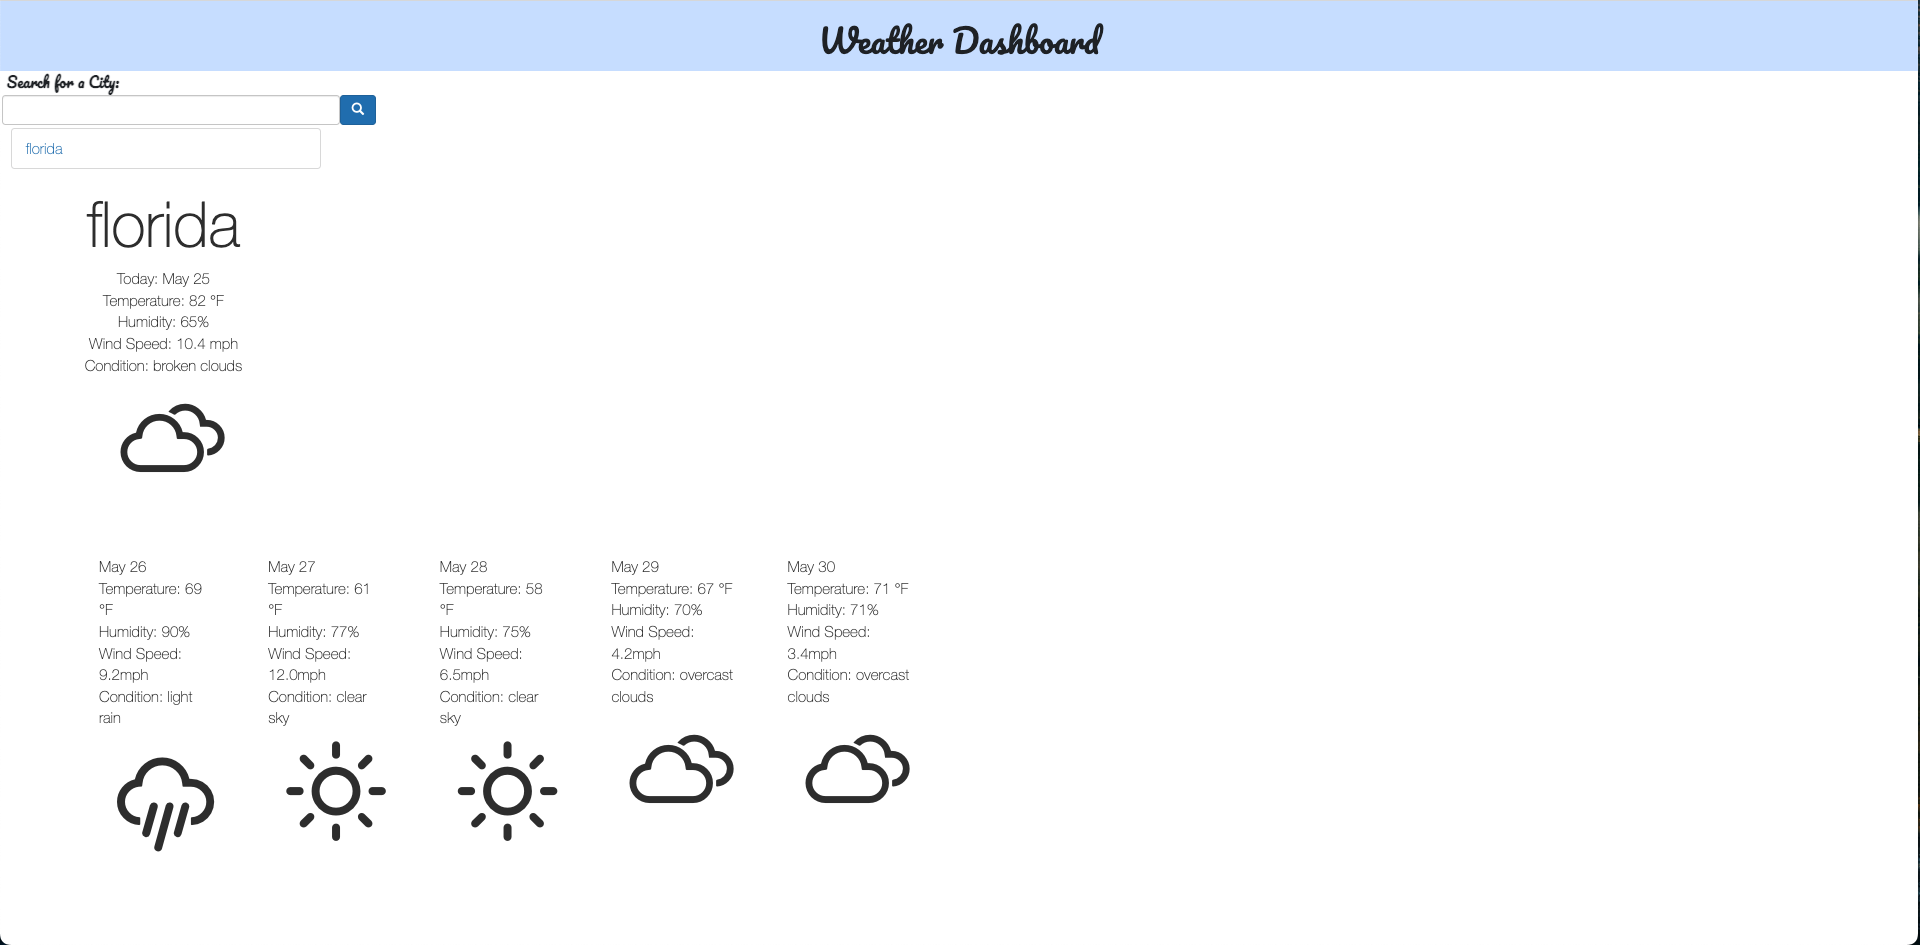 Weather Dashboard
Search for a City:
florida
florida
Today: May 25
Temperature: 82 °F
Humidity: 65%
Wind Speed: 10.4 mph
Condition: broken clouds
May 26
Temperature: 69
°F
Humidity: 90%
Wind Speed:
9.2mph
Condition: light
rain
May 27
Temperature: 61
°F
Humidity: 77%
Wind Speed:
12.0mph
Condition: clear
sky
May 28
Temperature: 58
°F
Humidity: 75%
Wind Speed:
6.5mph
Condition: clear
sky
May 29
Temperature: 67 °F
Humidity: 70%
Wind Speed:
4.2mph
Condition: overcast
clouds
May 30
Temperature: 71 °F
Humidity: 71%
Wind Speed:
3.4mph
Condition: overcast
clouds